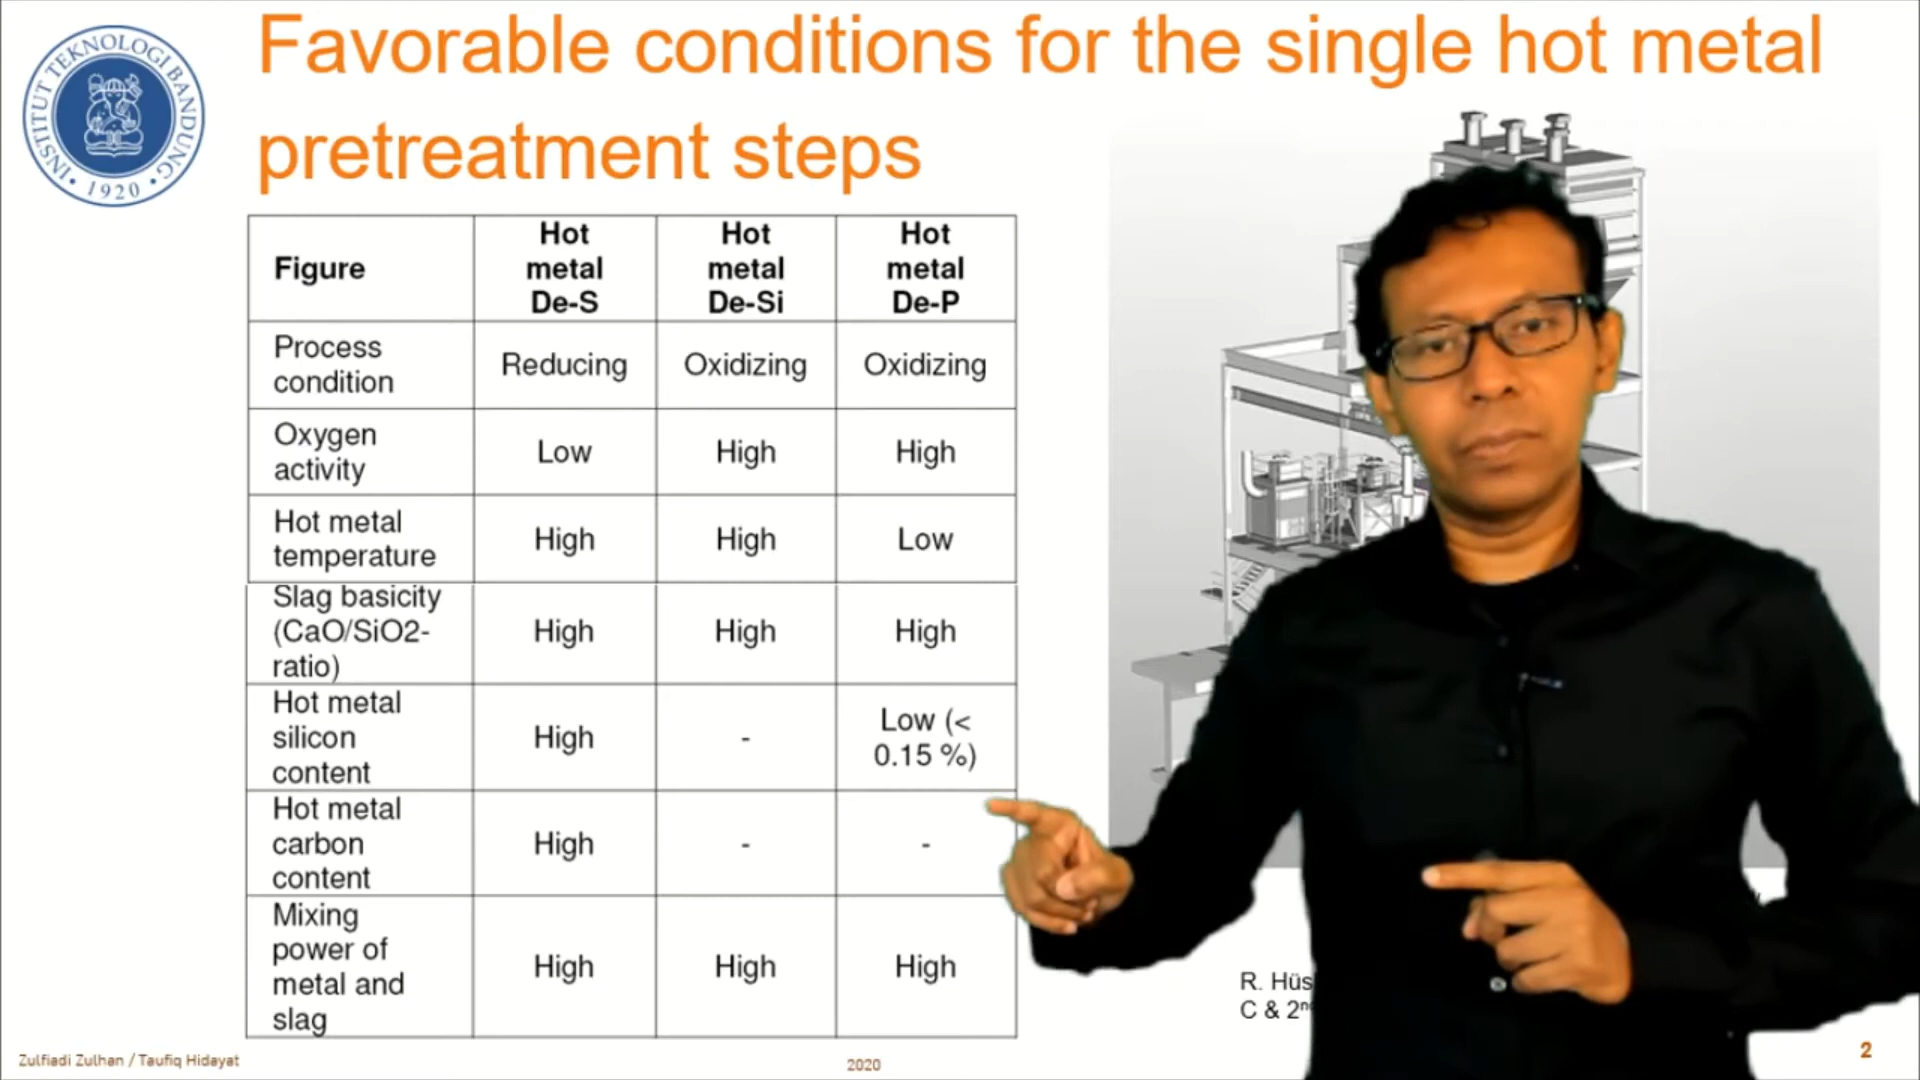 INSTITUT TEKNOLOGI BANDUNG
1920
Favorable conditions for the single hot metal
pretreatment steps
Figure
Hot
metal
De-S
Hot
metal
De-Si
Hot
metal
De-P
Process
condition
Reducing
Oxidizing
Oxidizing
Oxygen
activity
Low
High
High
Hot metal
temperature
High
High
Low
Slag basicity
(CaO/SiO2-
ratio)
High
High
High
Hot metal
silicon
content
High
-
Low (<
0.15 %)
Hot metal
carbon
content
High
-
-
Mixing
power of
metal and
slag
High
High
High
R.
C &
Zulfiadi Zulhan / Taufiq Hidayat
2020
2